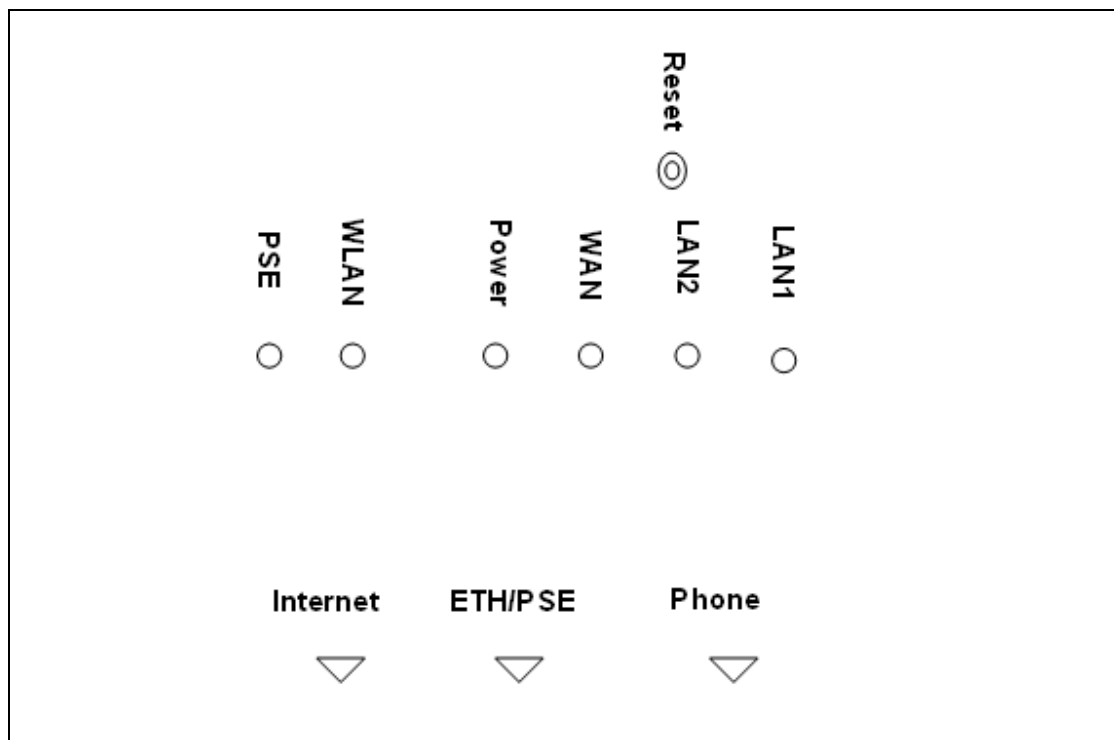 Reset
PSE
WLAN
Power
WAN
LAN2
LAN1
Internet
ETH/PSE
Phone